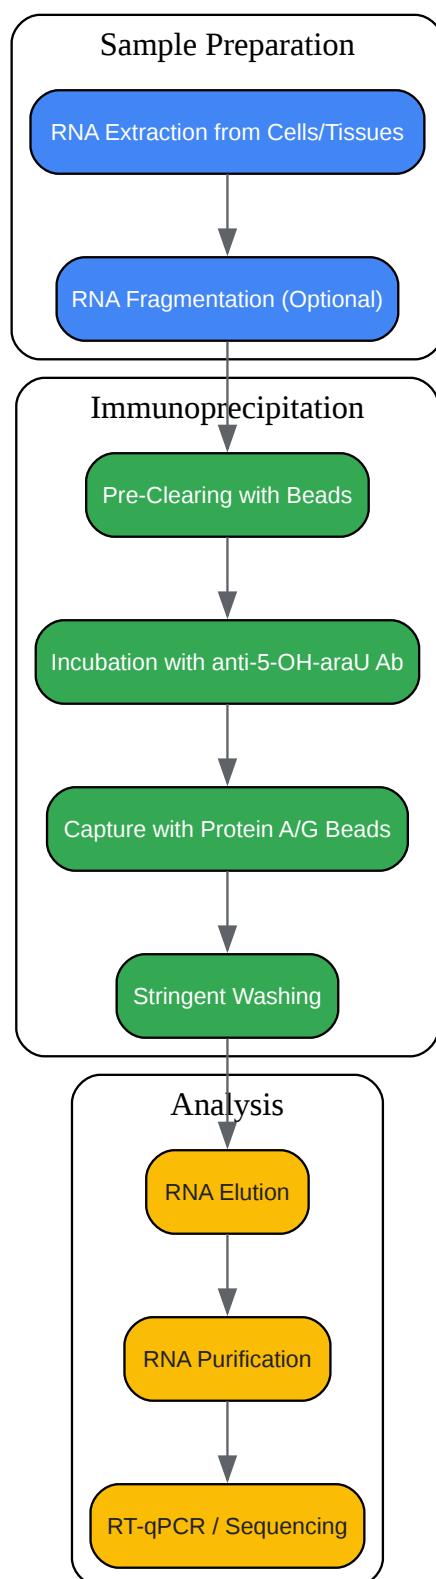 Sample Preparation
RNA Extraction from Cells/Tissues
RNA Fragmentation (Optional)
Immunoprecipitation
Pre-Clearing with Beads
Incubation with anti-5-OH-araU Ab
Capture with Protein A/G Beads
Stringent Washing
Analysis
RNA Elution
RNA Purification
RT-qPCR / Sequencing